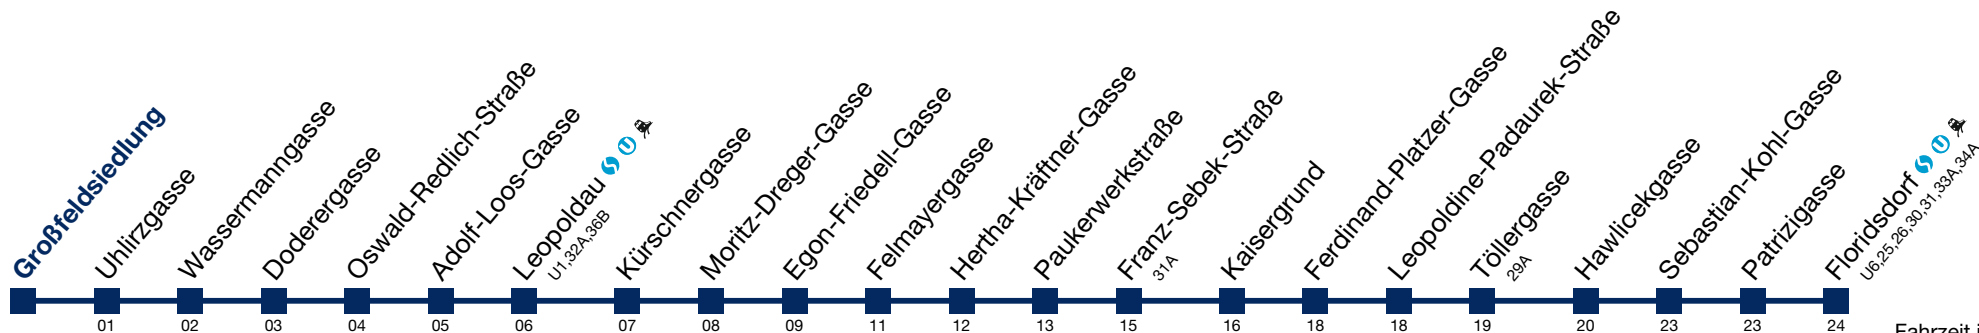 Großfeldsiedlung
Uhlirzgasse
Wassermanngasse
Doderergasse
Oswald-Redlich-Straße
Adolf-Loos-Gasse
Leopoldau S U
U1,32A,36B
Kürschnergasse
Moritz-Dreger-Gasse
Egon-Friedell-Gasse
Felmayergasse
Hertha-Kräftner-Gasse
Paukerwerkstraße
Franz-Sebek-Straße
31A
Kaisergrund
Ferdinand-Platzer-Gasse
Leopoldine-Padaurek-Straße
Töllergasse
29A
Hawlicekgasse
Sebastian-Kohl-Gasse
Patrizigasse
Floridsdorf S U
U6,25,26,30,31,33A,34A
01 02 03 04 05 06 07 08 09 11 12 13 15 16 18 18 19 20 23 23 24
Fahrzeit i